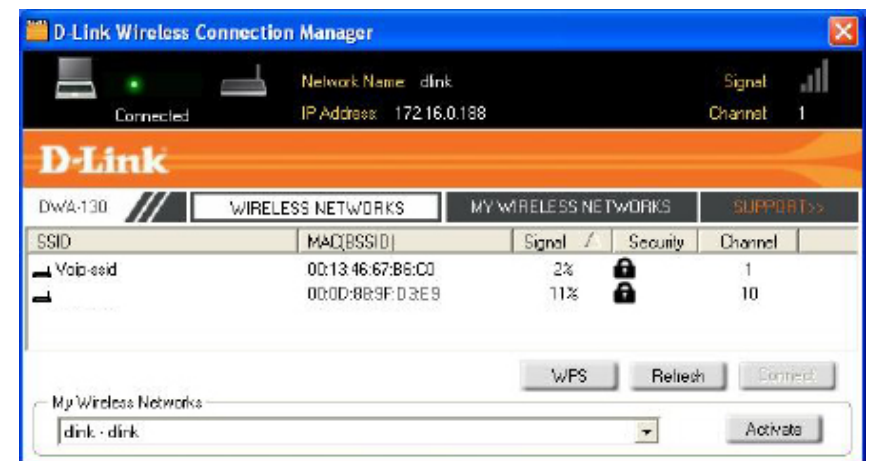 D-Link Wireless Connection Manager
Network Name: dlink Signal
Connected IP Address: 172.16.0.188 Channel 1
D-Link
DWA-130 WIRELESS NETWORKS MY WIRELESS NETWORKS SUPPORT>>
SSID MAC(BSSID) Signal Security Channel
Voip-ssid 00:13:46:67:B6:C0 2% 1
00:0D:88:9F:D3:E9 11% 10
WPS Refresh Connect
My Wireless Networks
dlink - dlink Activate